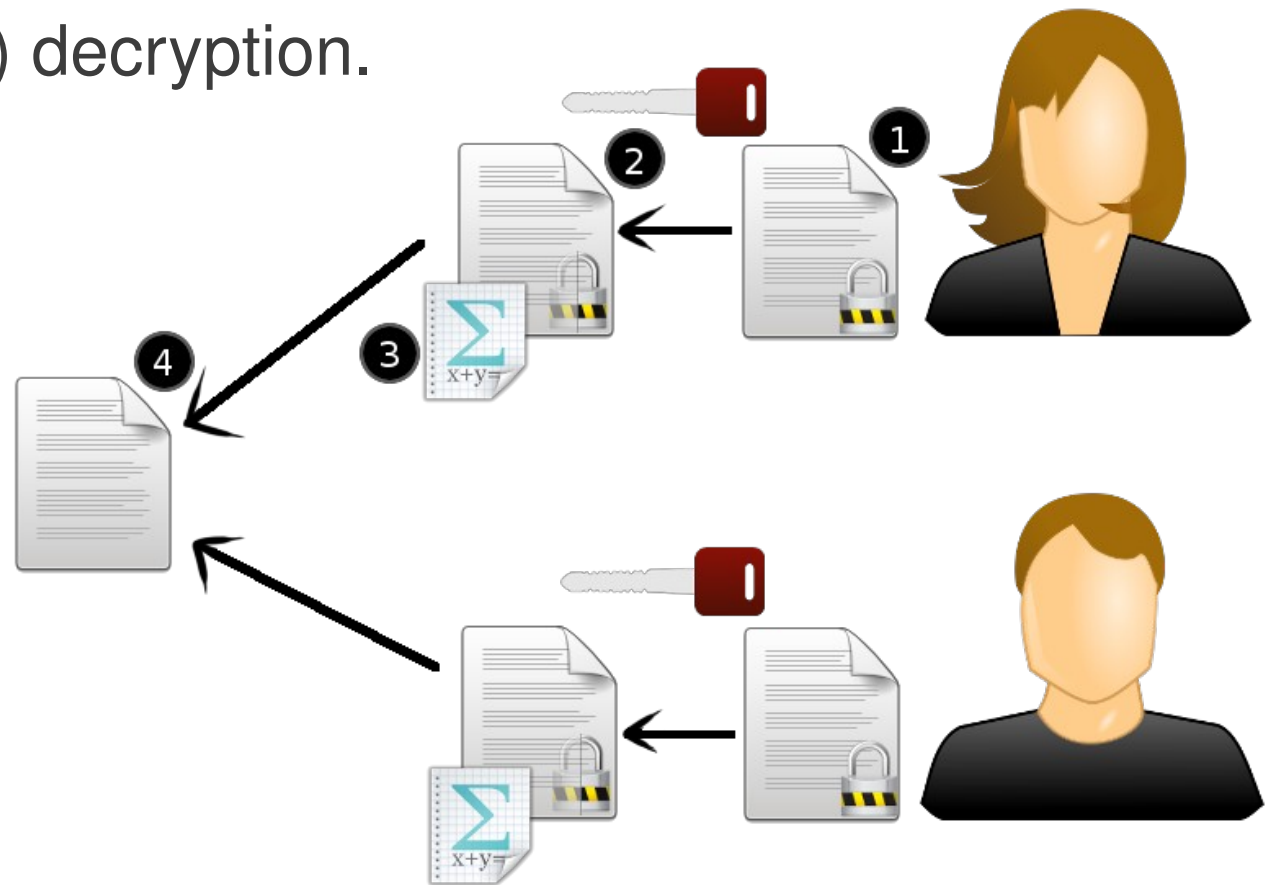 ) decryption.
1
2
3
Σ
x+y=
4
Σ
x+y=